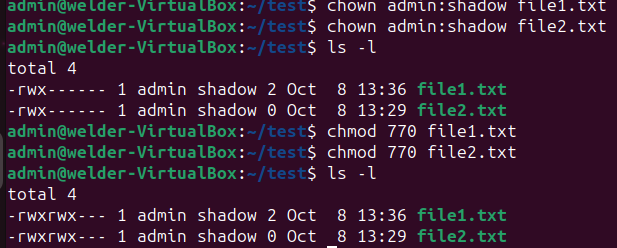 admin@welder-VirtualBox:~/test$ chown admin:shadow file1.txt
admin@welder-VirtualBox:~/test$ chown admin:shadow file2.txt
admin@welder-VirtualBox:~/test$ ls -l
total 4
-rwx------ 1 admin shadow 2 Oct  8 13:36 file1.txt
-rwx------ 1 admin shadow 0 Oct  8 13:29 file2.txt
admin@welder-VirtualBox:~/test$ chmod 770 file1.txt
admin@welder-VirtualBox:~/test$ chmod 770 file2.txt
admin@welder-VirtualBox:~/test$ ls -l
total 4
-rwxrwx--- 1 admin shadow 2 Oct  8 13:36 file1.txt
-rwxrwx--- 1 admin shadow 0 Oct  8 13:29 file2.txt